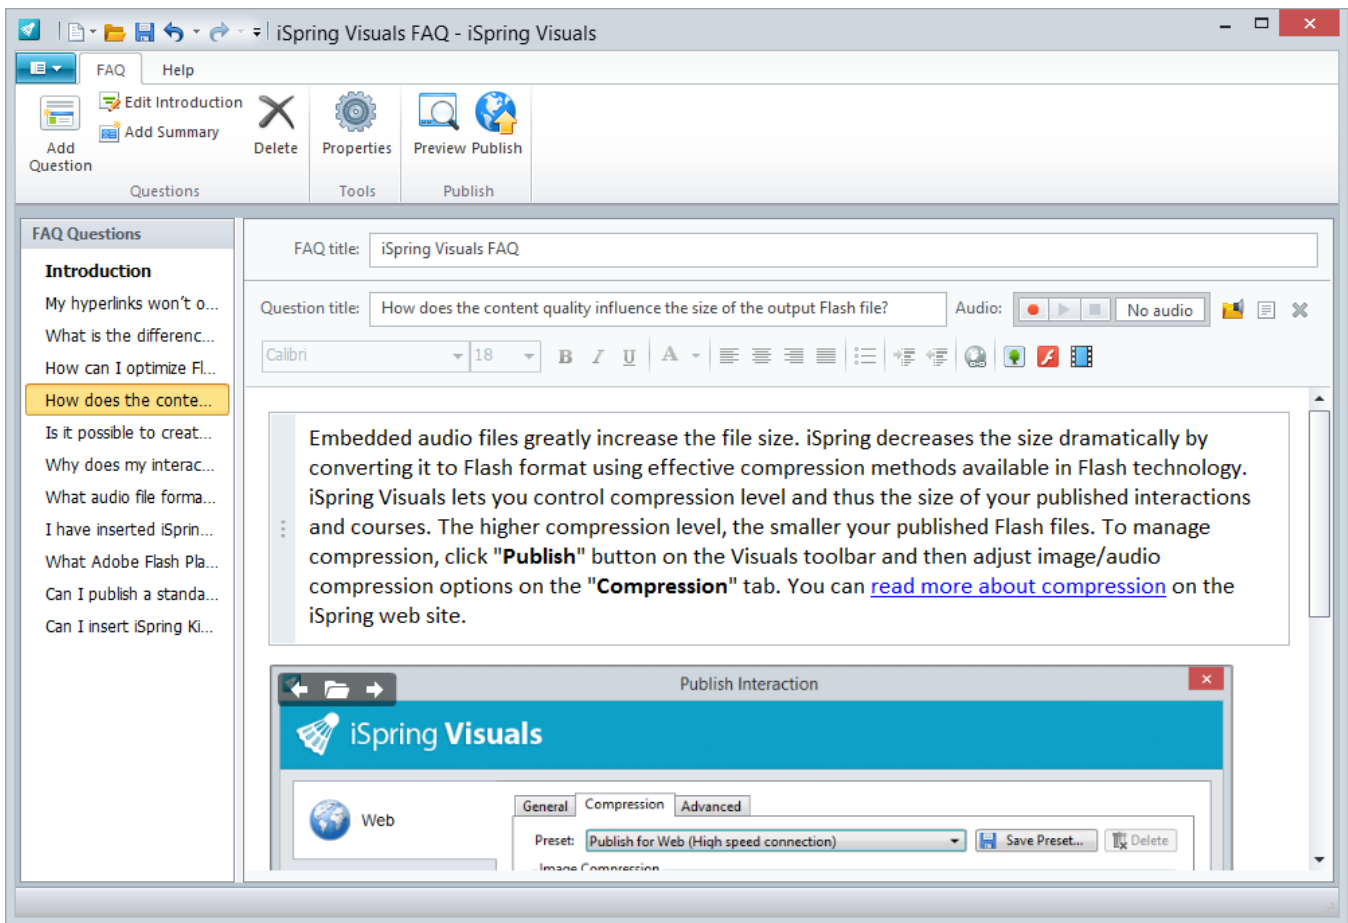 iSpring Visuals FAQ - iSpring Visuals
FAQ Help
Add Question
Edit Introduction
Add Summary
Delete
Properties
Preview
Publish
Questions Tools Publish
FAQ Questions
Introduction
My hyperlinks won't o...
What is the differenc...
How can I optimize Fl...
How does the conte...
Is it possible to creat...
Why does my interac...
What audio file forma...
I have inserted iSprin...
What Adobe Flash Pla...
Can I publish a standa...
Can I insert iSpring Ki...
FAQ title: iSpring Visuals FAQ
Question title: How does the content quality influence the size of the output Flash file? Audio: No audio
Calibri 18 B I U A
Embedded audio files greatly increase the file size. iSpring decreases the size dramatically by
converting it to Flash format using effective compression methods available in Flash technology.
iSpring Visuals lets you control compression level and thus the size of your published interactions
and courses. The higher compression level, the smaller your published Flash files. To manage
compression, click "Publish" button on the Visuals toolbar and then adjust image/audio
compression options on the "Compression" tab. You can read more about compression on the
iSpring web site.
Publish Interaction
iSpring Visuals
Web
General Compression Advanced
Preset: Publish for Web (High speed connection) Save Preset... Delete
Image Compression